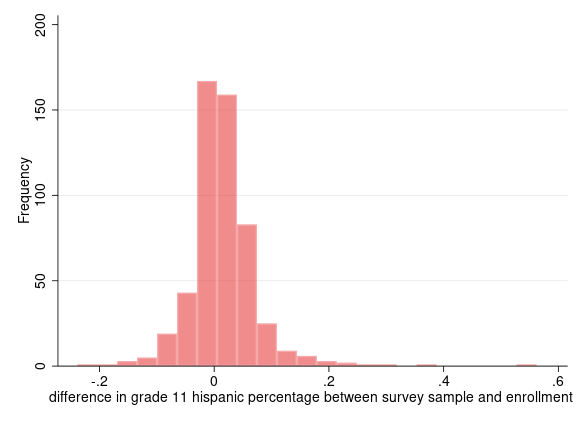 200
150
100
50
0
Frequency
-.2 0 .2 .4 .6
difference in grade 11 hispanic percentage between survey sample and enrollment